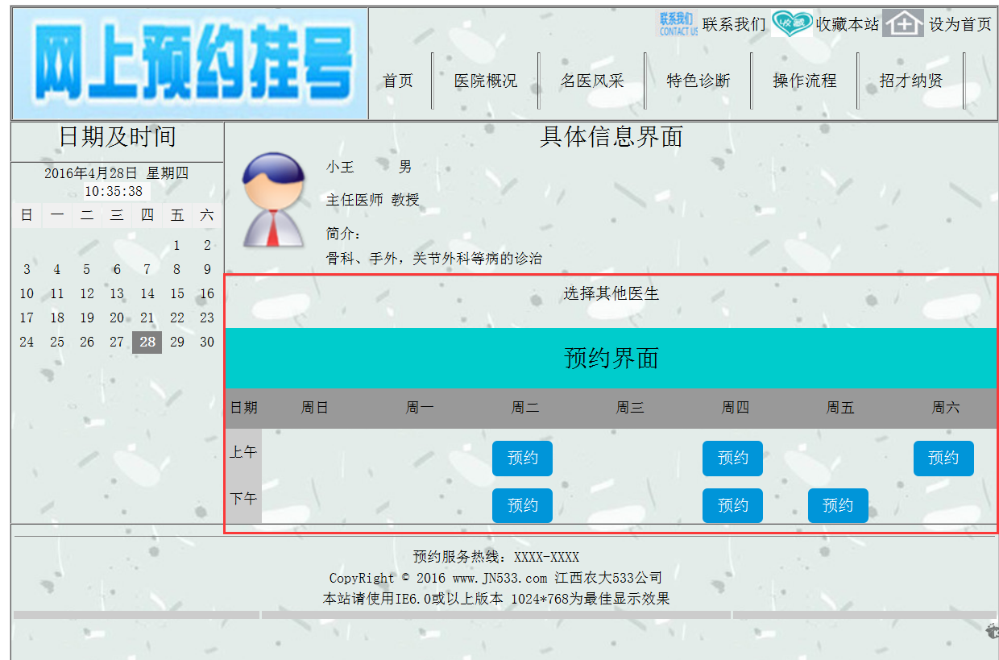 网上预约挂号
联系我们 CONTACT US 联系我们 收藏 收藏本站 设为首页
首页 医院概况 名医风采 特色诊断 操作流程 招才纳贤
日期及时间
2016年4月28日 星期四
10:35:38
日 一 二 三 四 五 六
1 2
3 4 5 6 7 8 9
10 11 12 13 14 15 16
17 18 19 20 21 22 23
24 25 26 27 28 29 30
具体信息界面
小王 男
主任医师 教授
简介:
骨科、手外，关节外科等病的诊治
选择其他医生
预约界面
日期 周日 周一 周二 周三 周四 周五 周六
上午 预约 预约 预约
下午 预约 预约 预约
预约服务热线: XXXX-XXXX
CopyRight © 2016 www.JN533.com 江西农大533公司
本站请使用IE6.0或以上版本 1024*768为最佳显示效果